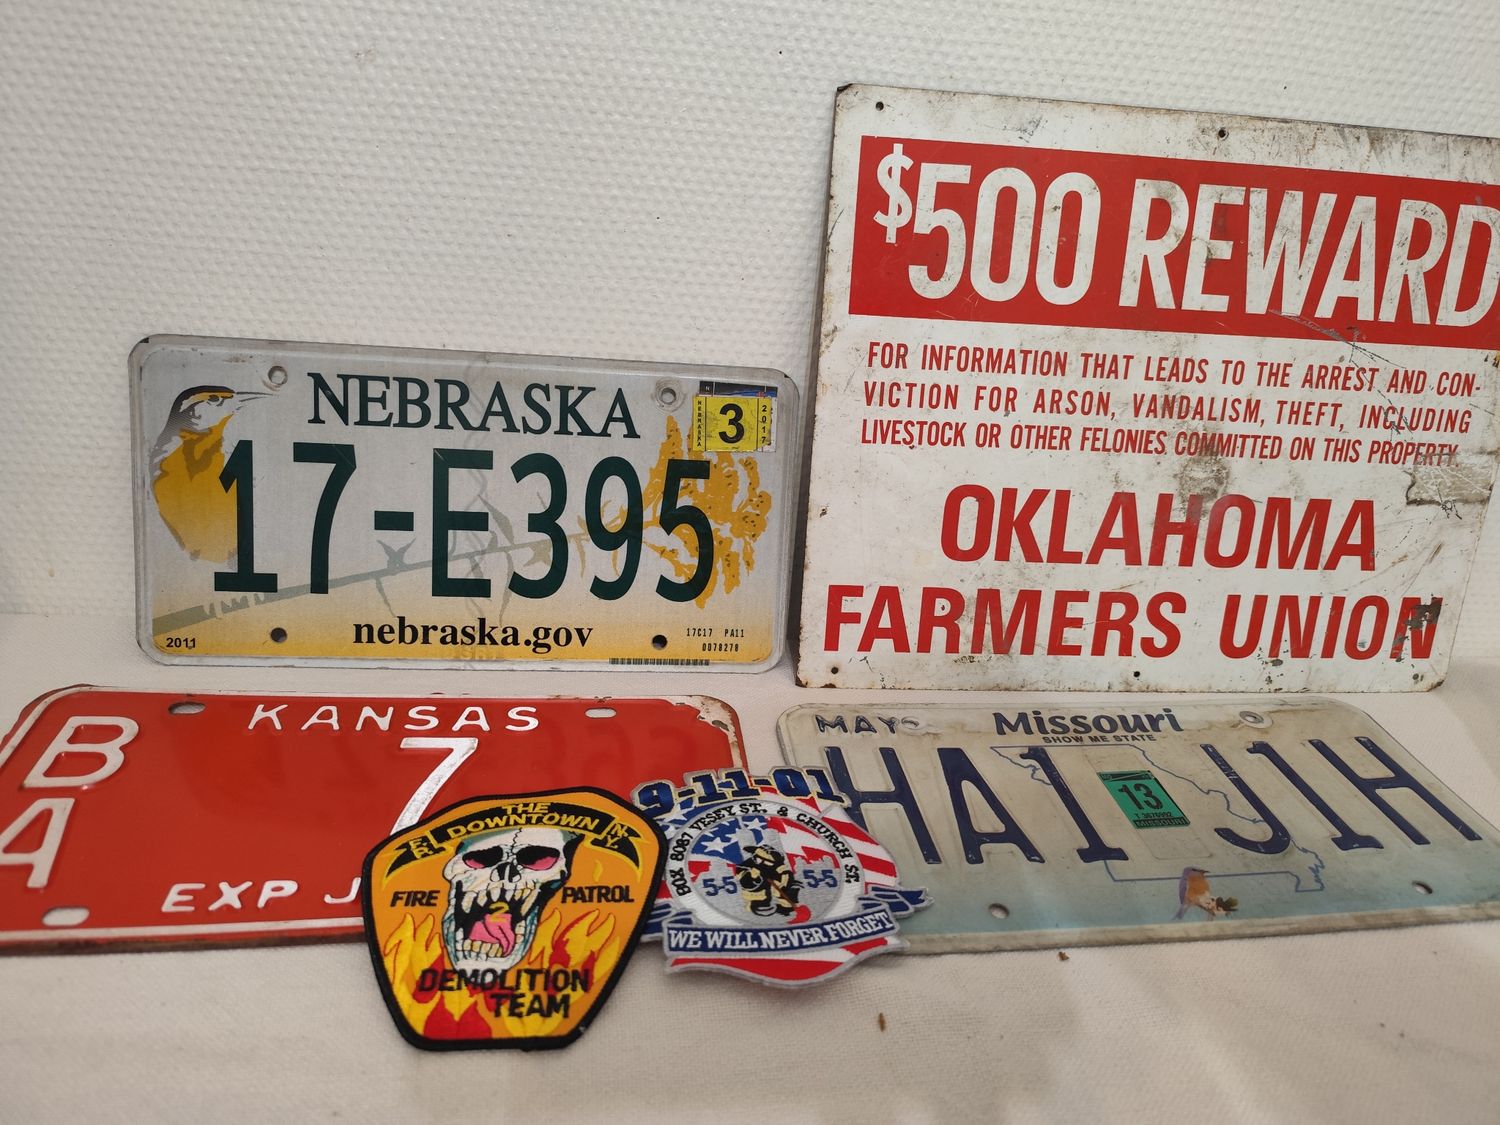 NEBRASKA
3
NEBRASKA
2017
17-E395
2011
nebraska.gov
17C17 PA11
0078278
$500 REWARD
FOR INFORMATION THAT LEADS TO THE ARREST AND CON-
VICTION FOR ARSON, VANDALISM, THEFT, INCLUDING
LIVESTOCK OR OTHER FELONIES COMMITTED ON THIS PROPERTY.
OKLAHOMA
FARMERS UNION
KANSAS
BA
7
EXP J
MAY
Missouri
SHOW ME STATE
HA1 J1H
13
MISSOURI
THE
DOWNTOWN
N.Y.
FIRE PATROL
2
DEMOLITION
TEAM
9-11-01
BOX 8087 VESEY ST. & CHURCH ST.
5-5 5-5
WE WILL NEVER FORGET